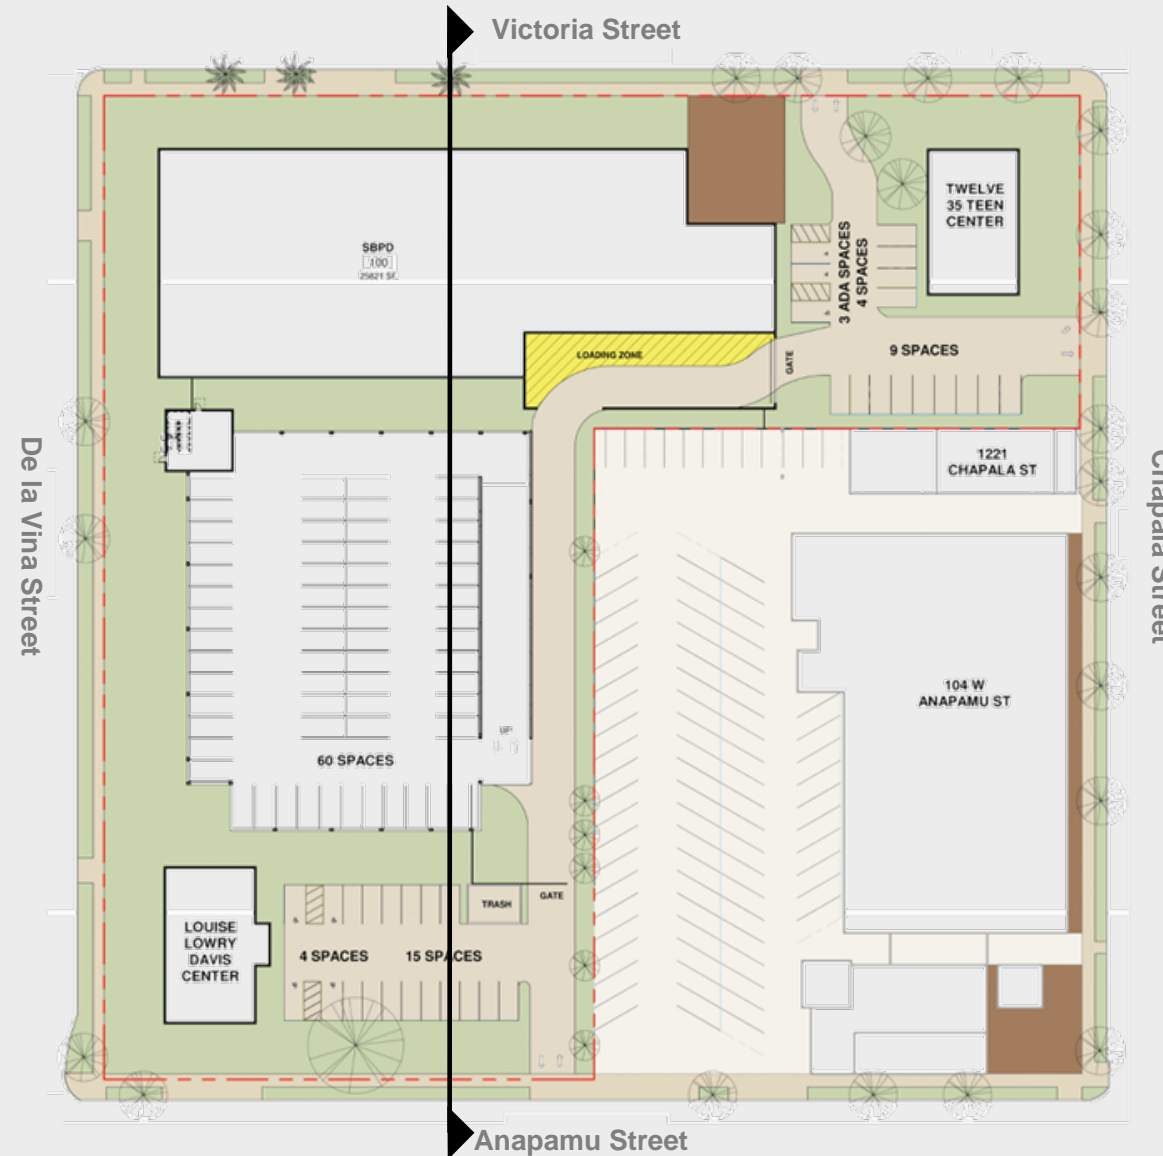 Victoria Street
TWELVE
35 TEEN
CENTER
SBPD
100
25821 SF.
3 ADA SPACES
4 SPACES
LOADING ZONE
GATE
9 SPACES
De la Vina Street
Chapala Street
1221
CHAPALA ST
104 W
ANAPAMU ST
UP
60 SPACES
GATE
TRASH
LOUISE
LOWRY
DAVIS
CENTER
4 SPACES
15 SPACES
Anapamu Street